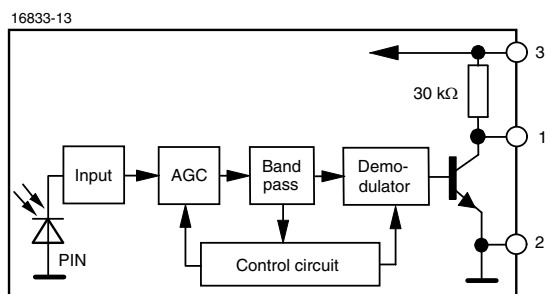 16833-13
3
30 kΩ
1
Input
AGC
Band
pass
Demo-
dulator
2
PIN
Control circuit